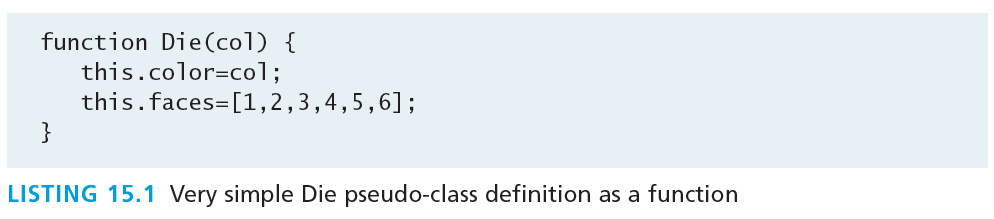 function Die(col) {
   this.color=col;
   this.faces=[1,2,3,4,5,6];
}
LISTING 15.1 Very simple Die pseudo-class definition as a function